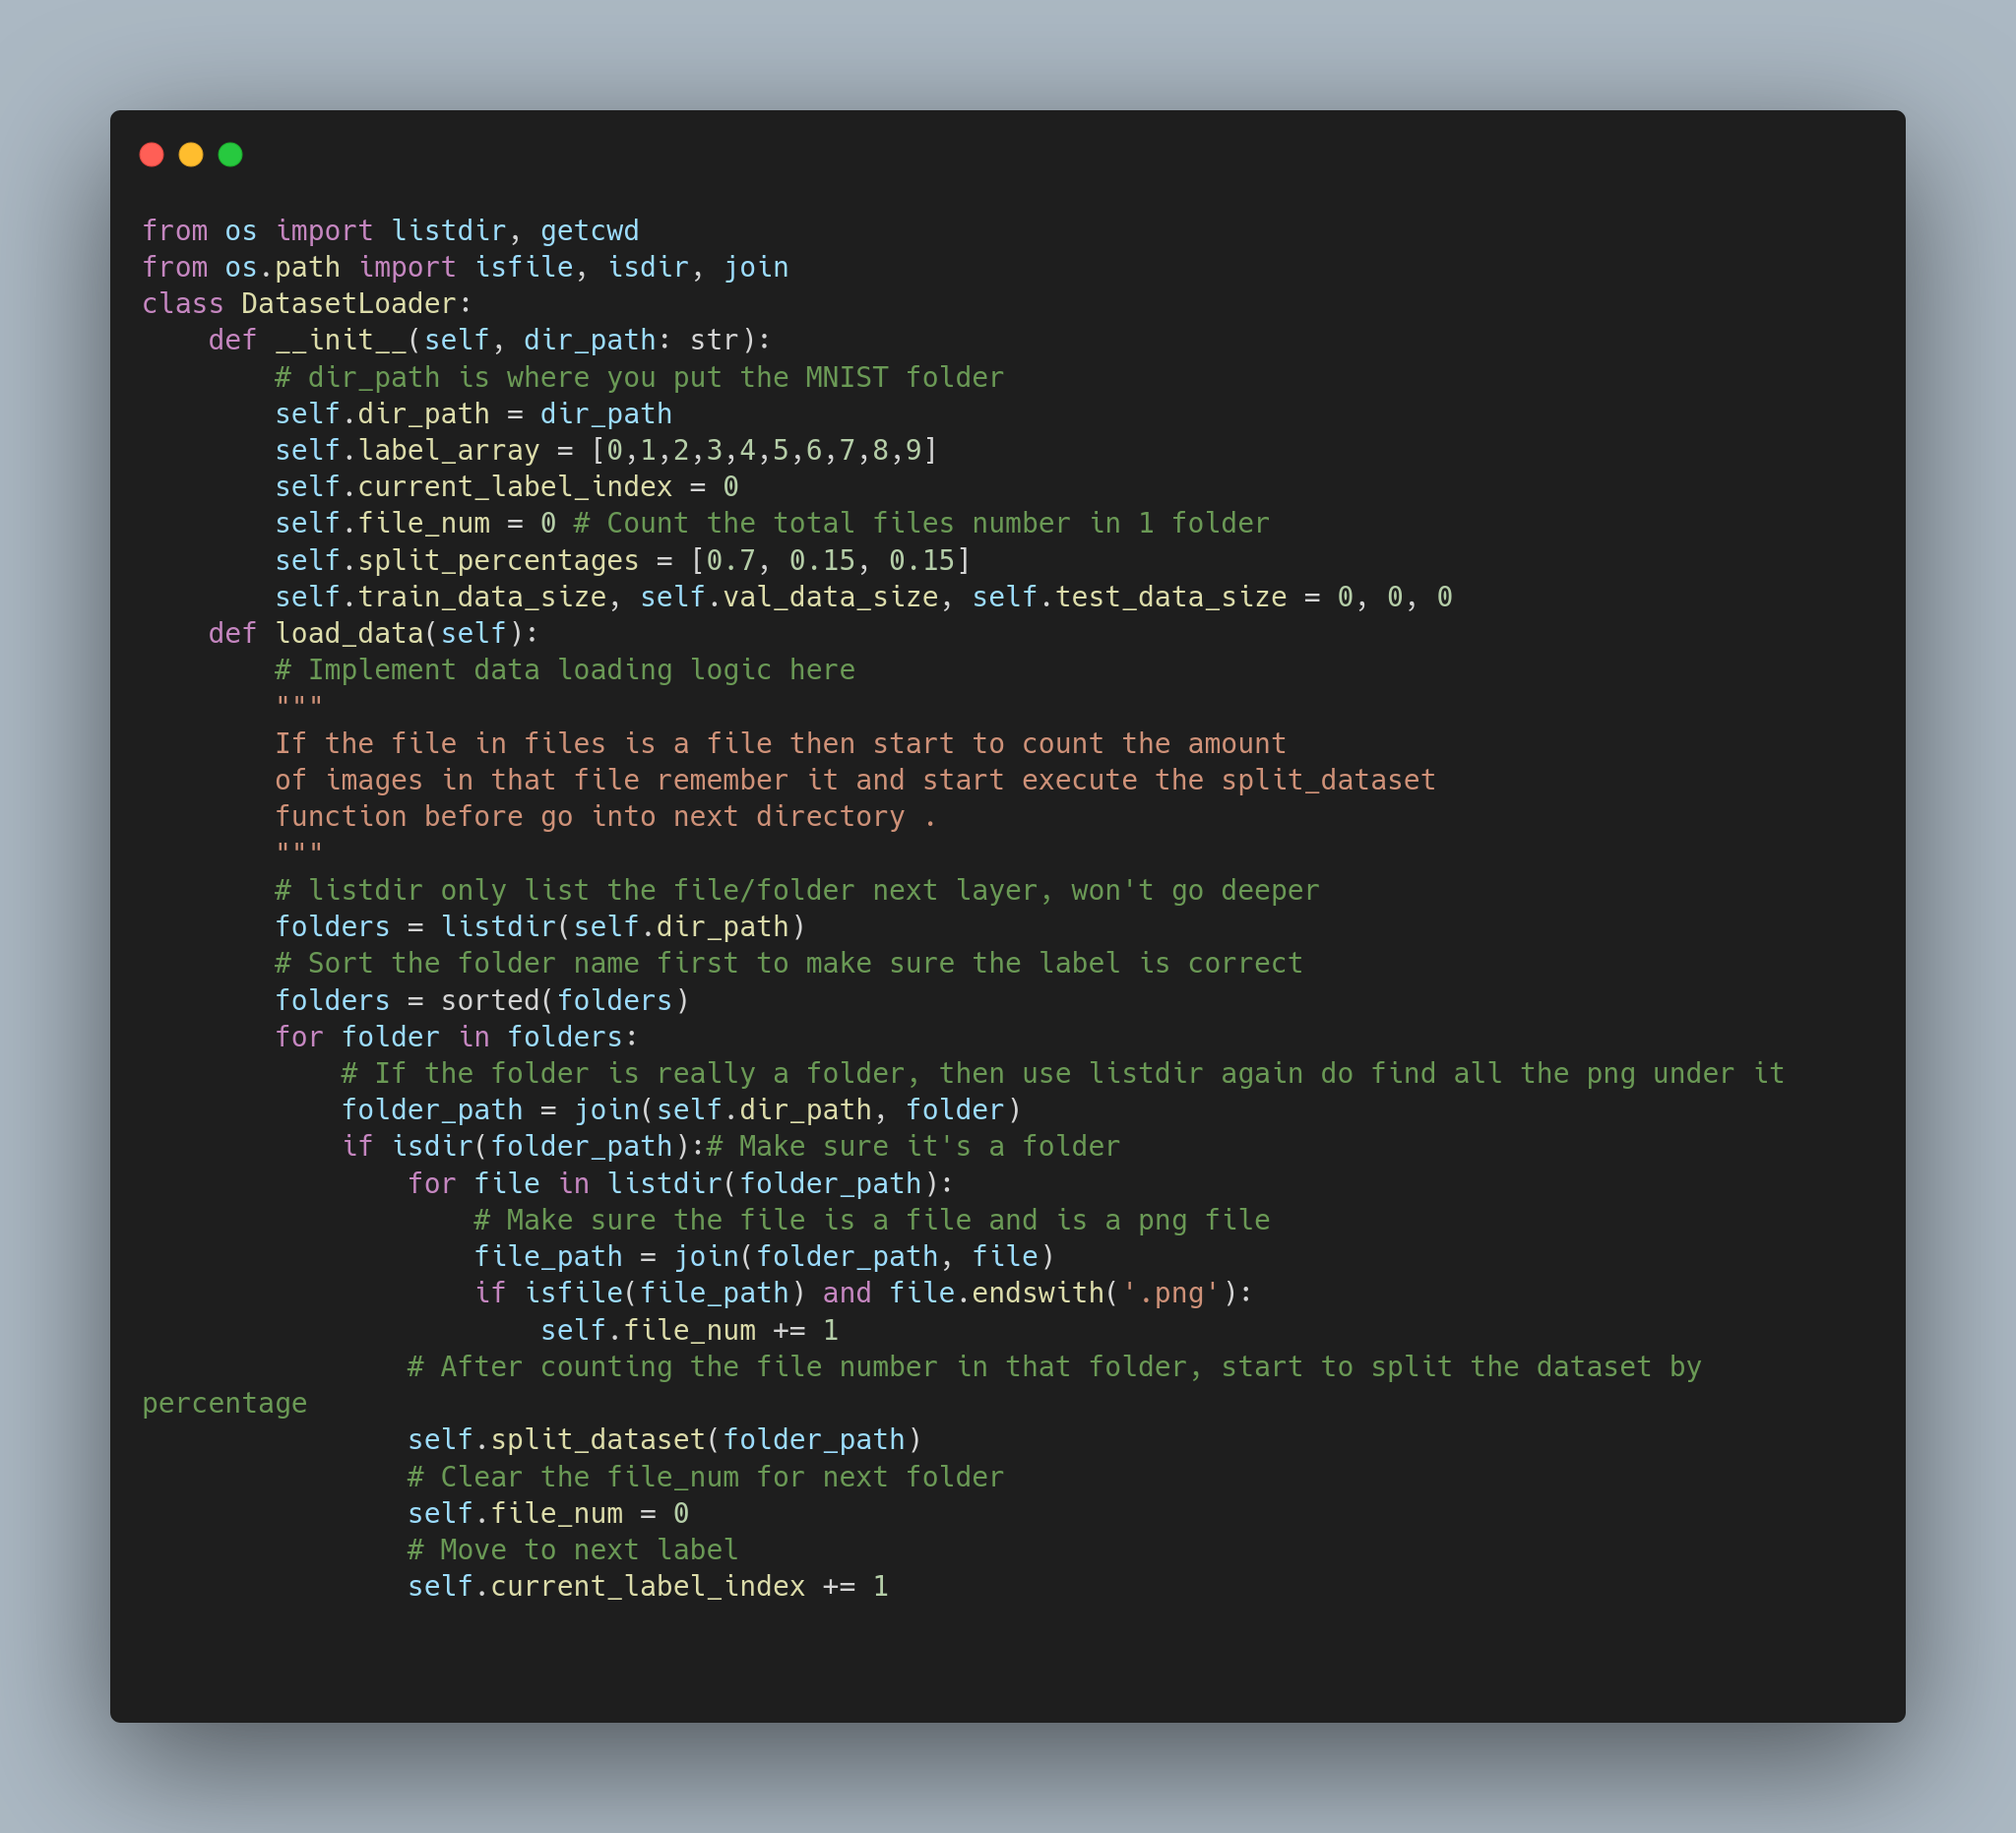 from os import listdir, getcwd
from os.path import isfile, isdir, join
class DatasetLoader:
    def __init__(self, dir_path: str):
        # dir_path is where you put the MNIST folder
        self.dir_path = dir_path
        self.label_array = [0,1,2,3,4,5,6,7,8,9]
        self.current_label_index = 0
        self.file_num = 0 # Count the total files number in 1 folder
        self.split_percentages = [0.7, 0.15, 0.15]
        self.train_data_size, self.val_data_size, self.test_data_size = 0, 0, 0
    def load_data(self):
        # Implement data loading logic here
        """
        If the file in files is a file then start to count the amount
        of images in that file remember it and start execute the split_dataset
        function before go into next directory .
        """
        # listdir only list the file/folder next layer, won't go deeper
        folders = listdir(self.dir_path)
        # Sort the folder name first to make sure the label is correct
        folders = sorted(folders)
        for folder in folders:
            # If the folder is really a folder, then use listdir again do find all the png under it
            folder_path = join(self.dir_path, folder)
            if isdir(folder_path):# Make sure it's a folder
                for file in listdir(folder_path):
                    # Make sure the file is a file and is a png file
                    file_path = join(folder_path, file)
                    if isfile(file_path) and file.endswith('.png'):
                        self.file_num += 1
                # After counting the file number in that folder, start to split the dataset by
percentage
                self.split_dataset(folder_path)
                # Clear the file_num for next folder
                self.file_num = 0
                # Move to next label
                self.current_label_index += 1